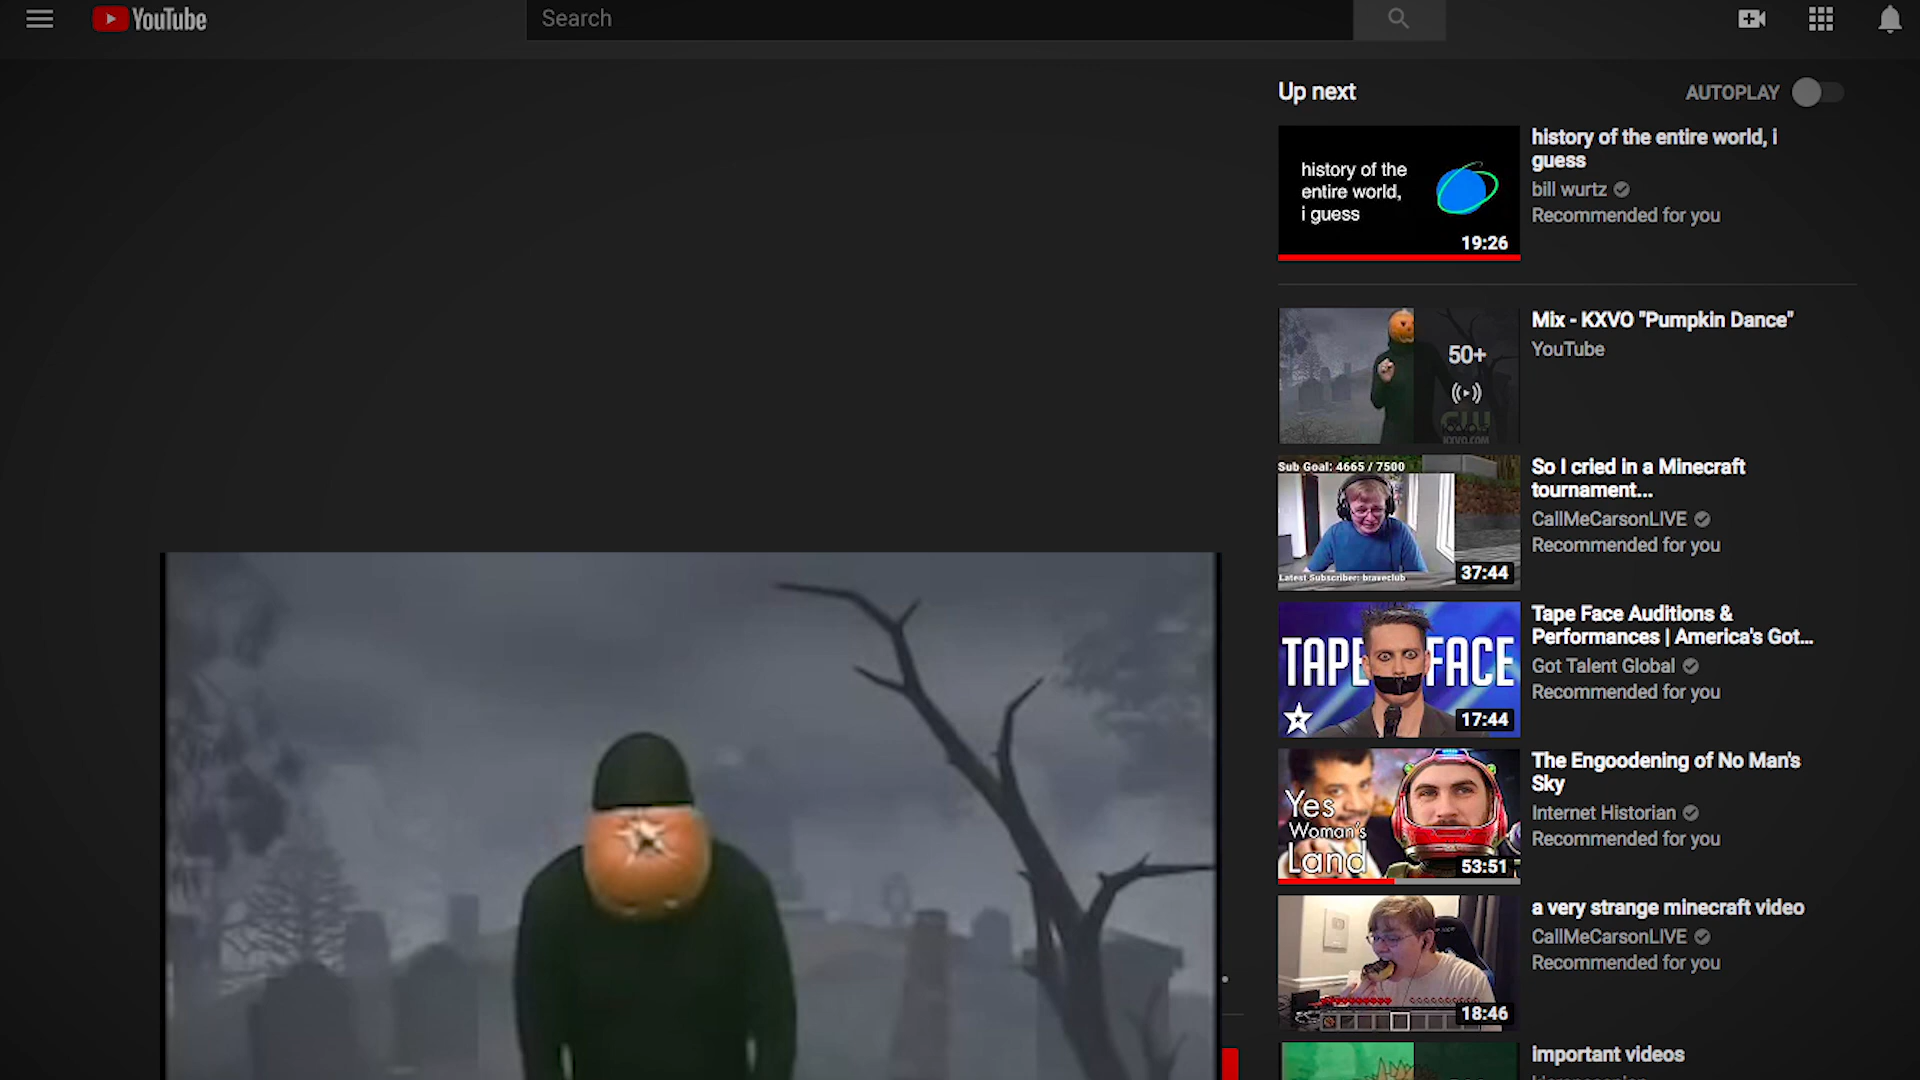 YouTube
Search
Up next
AUTOPLAY
history of the
entire world,
i guess
19:26
history of the entire world, i
guess
bill wurtz
Recommended for you
50+
KXVO.COM
Mix - KXVO "Pumpkin Dance"
YouTube
Sub Goal: 4665 / 7500
Latest Subscriber: braveclub
37:44
So I cried in a Minecraft
tournament...
CallMeCarsonLIVE
Recommended for you
TAPE FACE
17:44
Tape Face Auditions &
Performances | America's Got...
Got Talent Global
Recommended for you
Yes
Woman's
Land
53:51
The Engoodening of No Man's
Sky
Internet Historian
Recommended for you
18:46
a very strange minecraft video
CallMeCarsonLIVE
Recommended for you
important videos